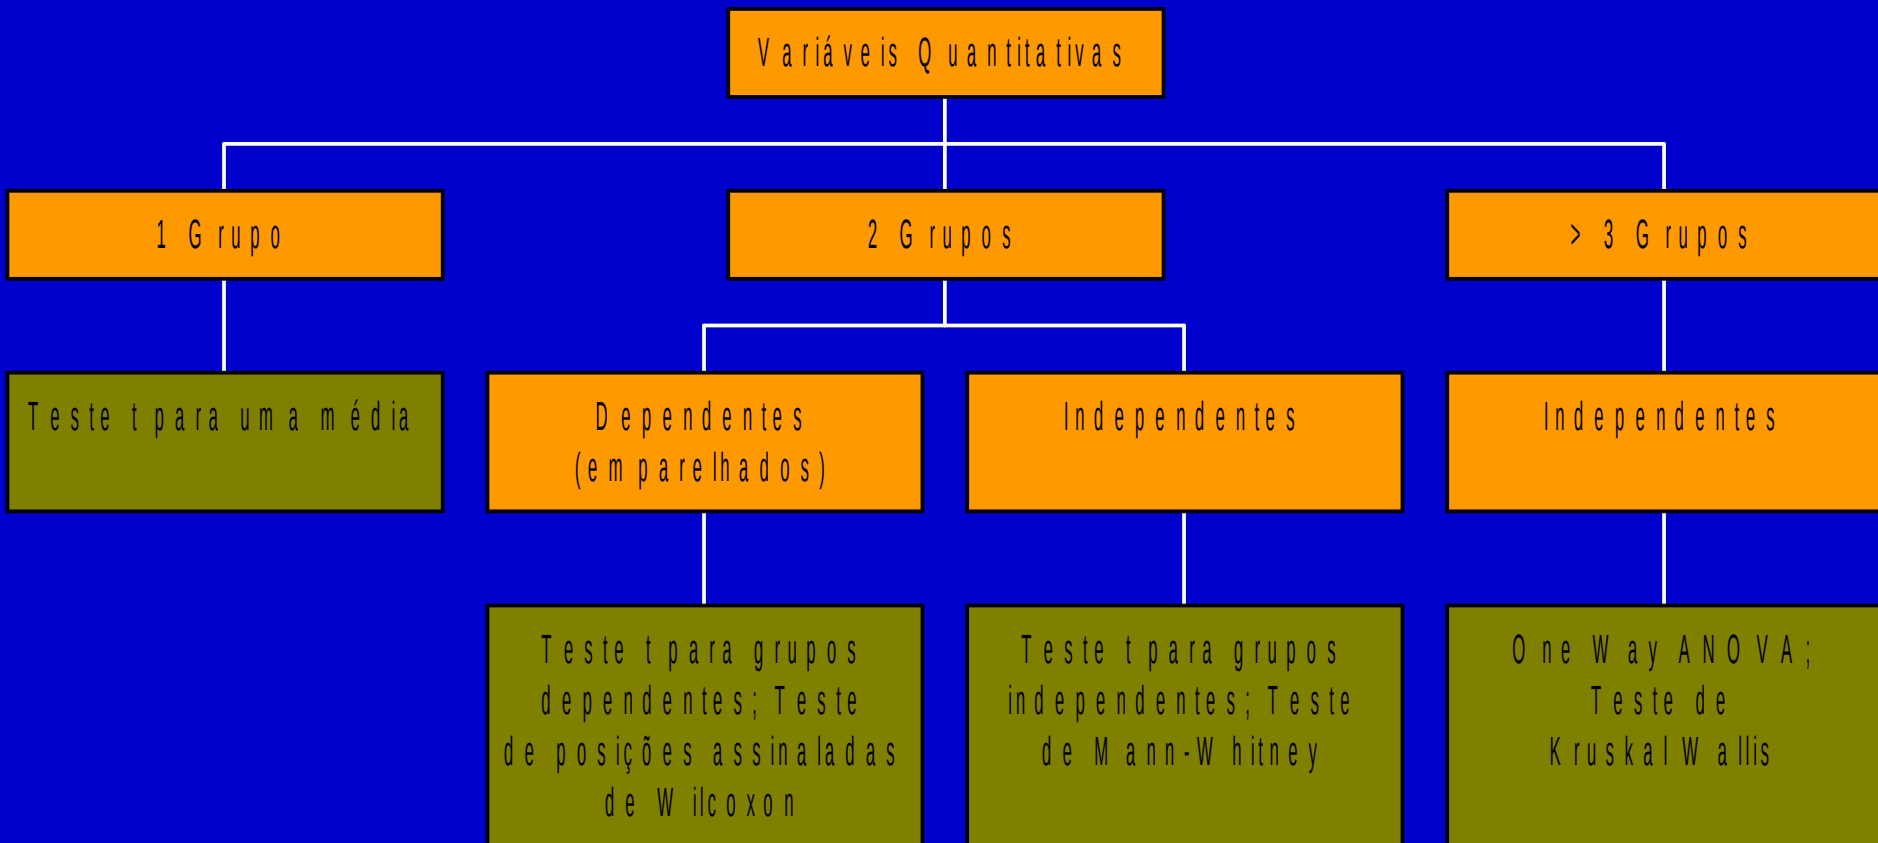 Variáveis Quantitativas
1 Grupo
2 Grupos
> 3 Grupos
Teste t para uma média
Dependentes
(emparelhados)
Independentes
Independentes
Teste t para grupos
dependentes; Teste
de posições assinaladas
de Wilcoxon
Teste t para grupos
independentes; Teste
de Mann-Whitney
One Way ANOVA;
Teste de
Kruskal Wallis